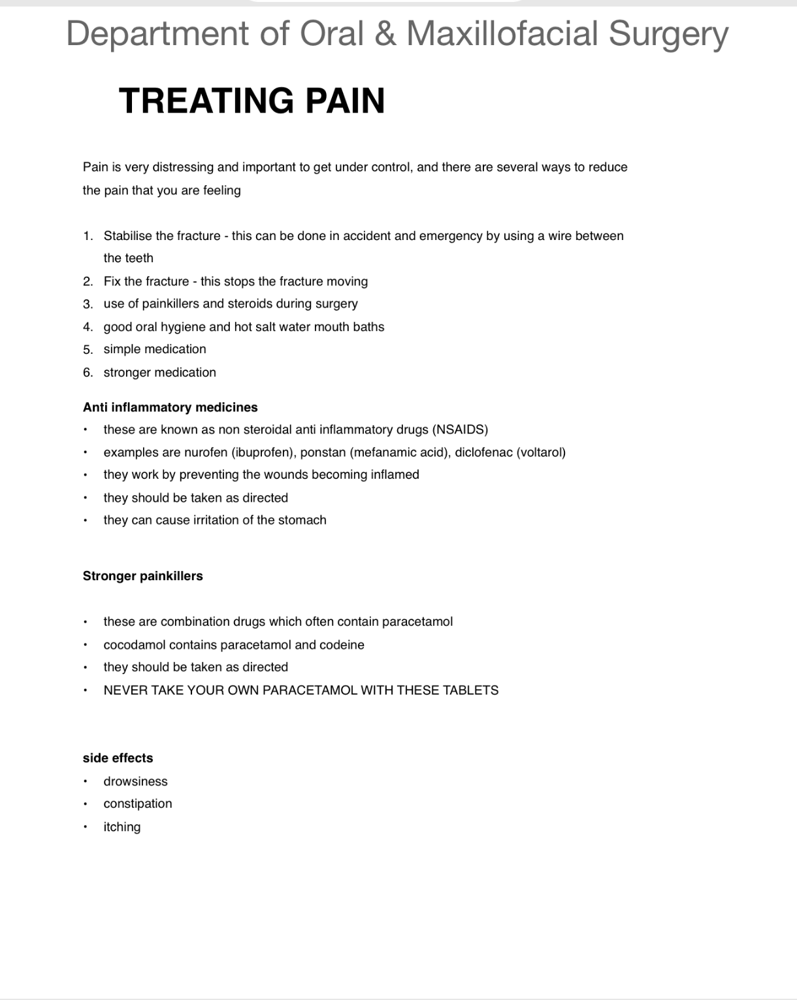 Department of Oral & Maxillofacial Surgery
TREATING PAIN
Pain is very distressing and important to get under control, and there are several ways to reduce
the pain that you are feeling
1. Stabilise the fracture - this can be done in accident and emergency by using a wire between
the teeth
2. Fix the fracture - this stops the fracture moving
3. use of painkillers and steroids during surgery
4. good oral hygiene and hot salt water mouth baths
5. simple medication
6. stronger medication
Anti inflammatory medicines
• these are known as non steroidal anti inflammatory drugs (NSAIDS)
• examples are nurofen (ibuprofen), ponstan (mefanamic acid), diclofenac (voltarol)
• they work by preventing the wounds becoming inflamed
• they should be taken as directed
• they can cause irritation of the stomach
Stronger painkillers
• these are combination drugs which often contain paracetamol
• cocodamol contains paracetamol and codeine
• they should be taken as directed
• NEVER TAKE YOUR OWN PARACETAMOL WITH THESE TABLETS
side effects
• drowsiness
• constipation
• itching